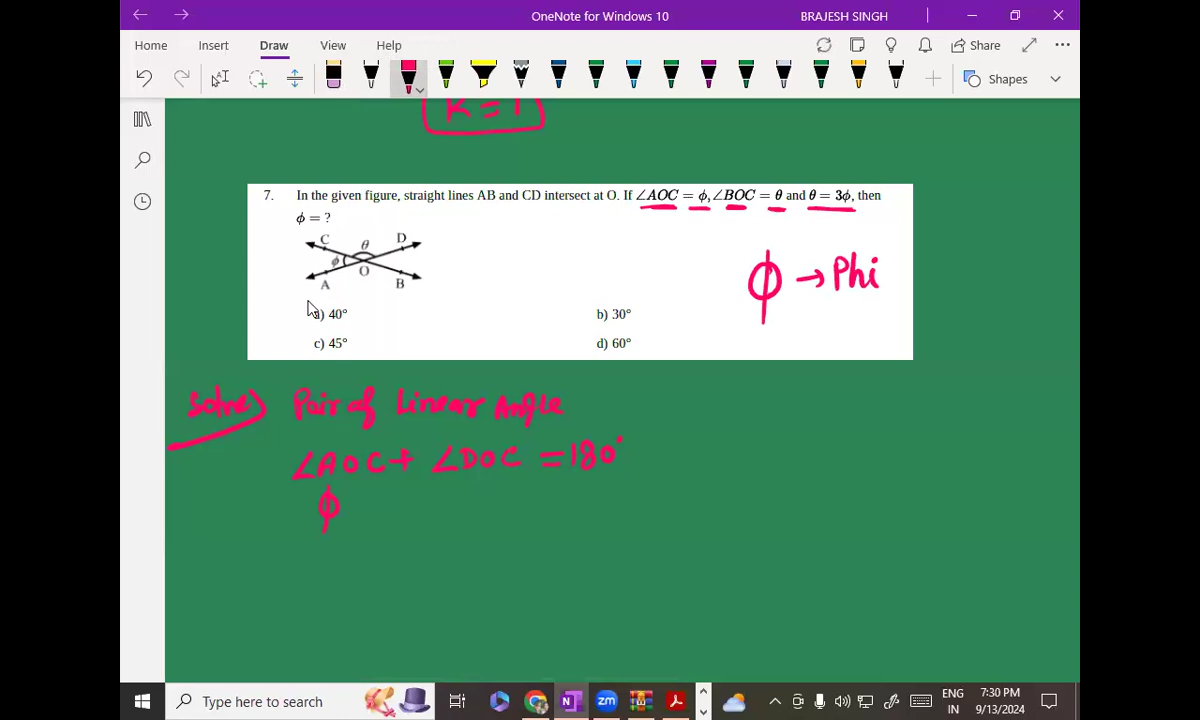 OneNote for Windows 10
BRAJESH SINGH
Home Insert Draw View Help
Share
Shapes
K = 1
7. In the given figure, straight lines AB and CD intersect at O. If ∠AOC = ϕ, ∠BOC = θ and θ = 3ϕ, then
ϕ = ?
C θ D
ϕ O
A B
a) 40°
b) 30°
c) 45°
d) 60°
ϕ → Phi
Solve) Pair of Linear Angle
∠AOC + ∠DOC = 180°
ϕ
Type here to search
ENG
IN
7:30 PM
9/13/2024